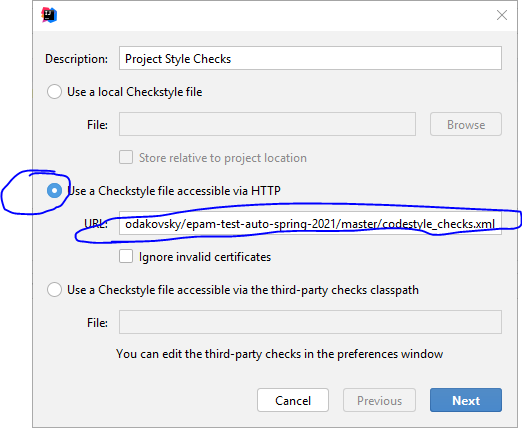 Description: Project Style Checks
Use a local Checkstyle file
File: Browse
Store relative to project location
Use a Checkstyle file accessible via HTTP
URL: odakovsky/epam-test-auto-spring-2021/master/codestyle_checks.xml
Ignore invalid certificates
Use a Checkstyle file accessible via the third-party checks classpath
File:
You can edit the third-party checks in the preferences window
Cancel Previous Next